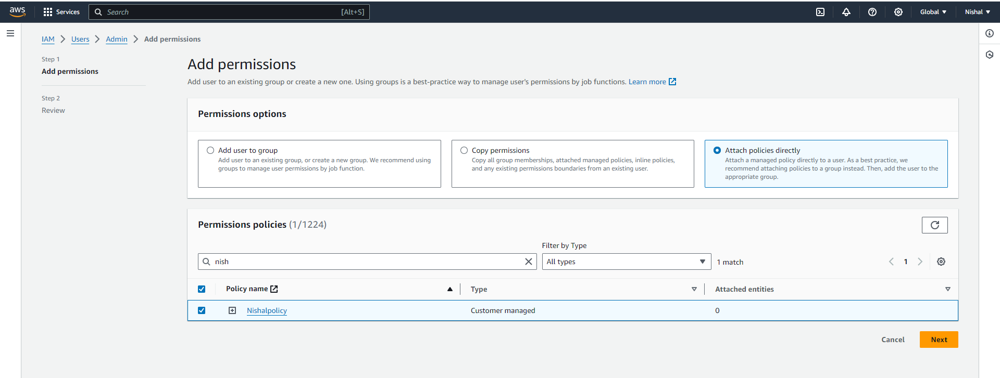 aws Services Search [Alt+S] Global Nishal
IAM Users Admin Add permissions
Step 1
Add permissions
Step 2
Review
Add permissions
Add user to an existing group or create a new one. Using groups is a best-practice way to manage user's permissions by job functions. Learn more
Permissions options
Add user to group
Add user to an existing group, or create a new group. We recommend using
groups to manage user permissions by job function.
Copy permissions
Copy all group memberships, attached managed policies, inline policies,
and any existing permissions boundaries from an existing user.
Attach policies directly
Attach a managed policy directly to a user. As a best practice, we
recommend attaching policies to a group instead. Then, add the user to the
appropriate group.
Permissions policies (1/1224)
Filter by Type
nish All types 1 match 1
Policy name Type Attached entities
Nishalpolicy Customer managed 0
Cancel Next